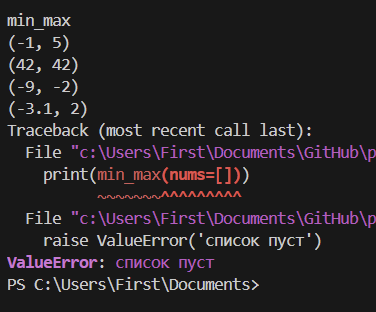 min_max
(-1, 5)
(42, 42)
(-9, -2)
(-3.1, 2)
Traceback (most recent call last):
  File "c:\Users\First\Documents\GitHub\p
    print(min_max(nums=[]))
          ~~~~~~~^^^^^^^^^
  File "c:\Users\First\Documents\GitHub\p
    raise ValueError('список пуст')
ValueError: список пуст
PS C:\Users\First\Documents>